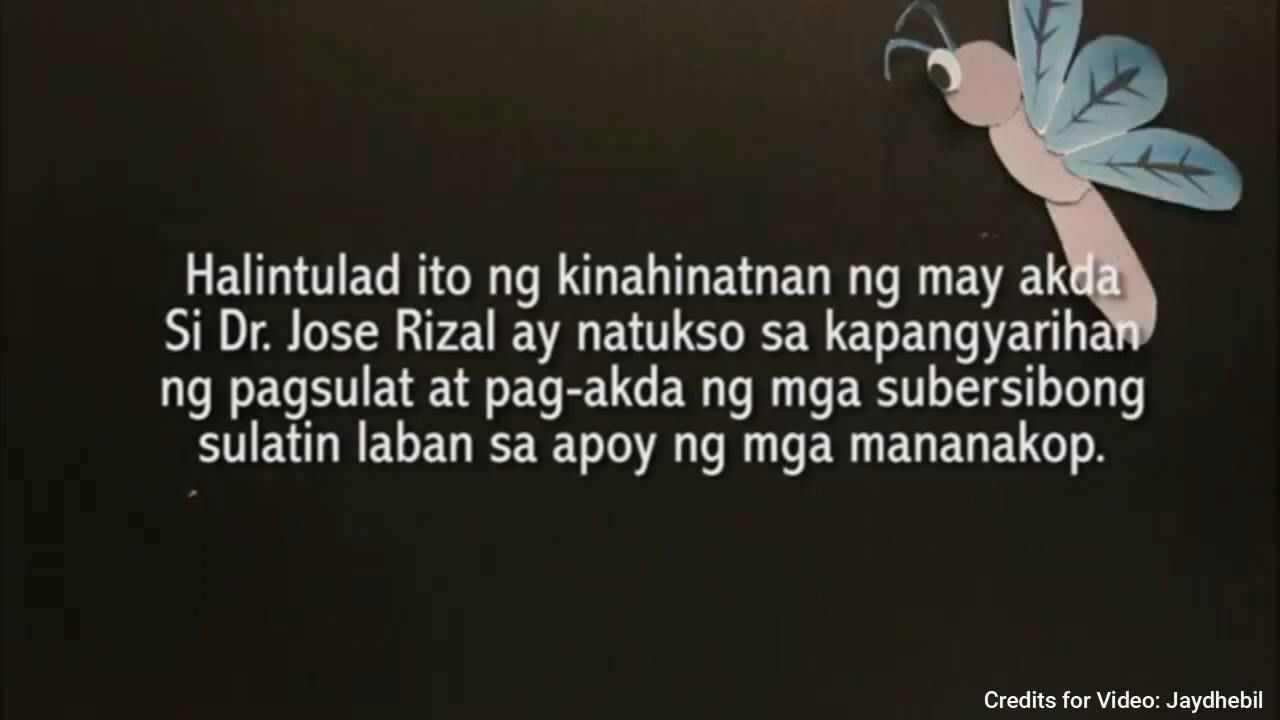 Halintulad ito ng kinahinatnan ng may akda
Si Dr. Jose Rizal ay natukso sa kapangyarihan
ng pagsulat at pag-akda ng mga subersibong
sulatin laban sa apoy ng mga mananakop.
Credits for Video: Jaydhebil